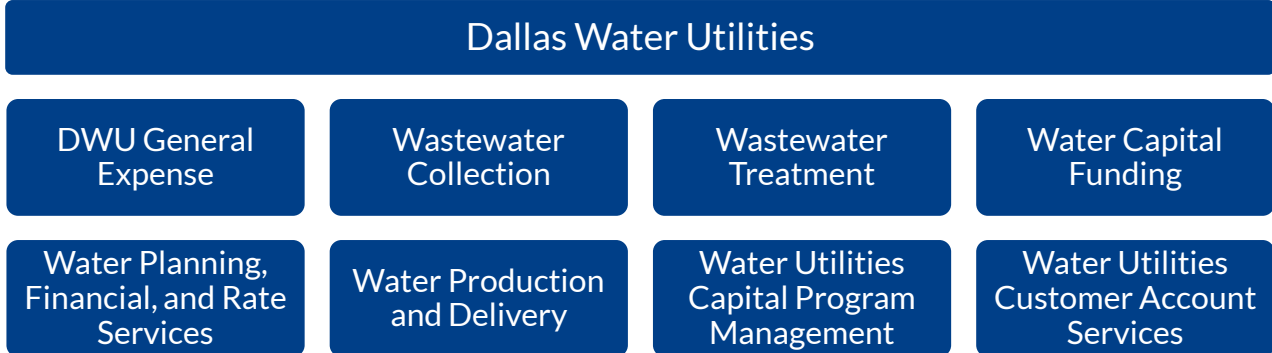 Dallas Water Utilities
DWU General
Expense
Wastewater
Collection
Wastewater
Treatment
Water Capital
Funding
Water Planning,
Financial, and Rate
Services
Water Production
and Delivery
Water Utilities
Capital Program
Management
Water Utilities
Customer Account
Services